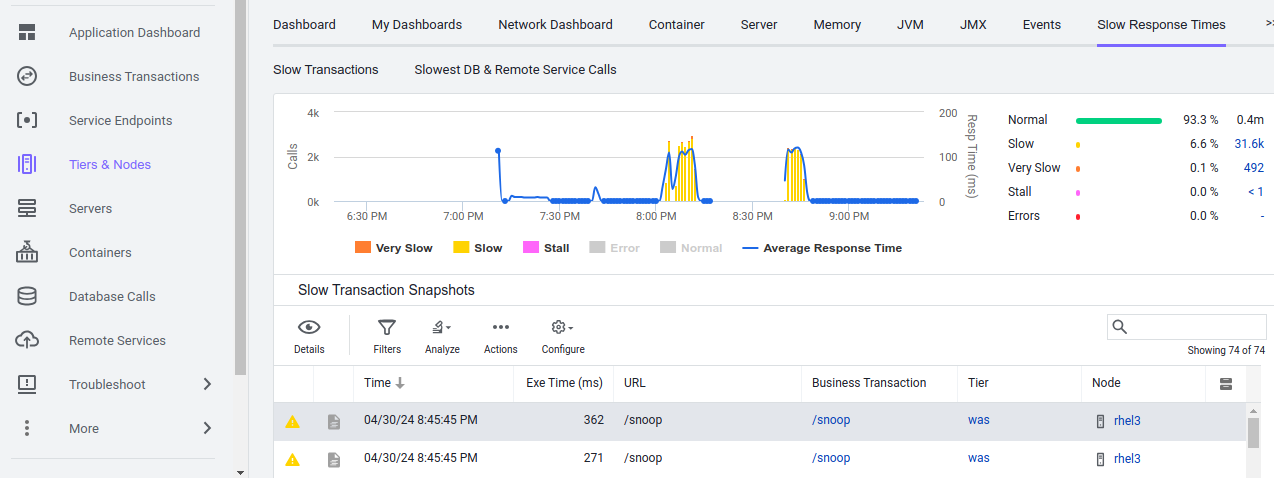 Application Dashboard
Business Transactions
Service Endpoints
Tiers & Nodes
Servers
Containers
Database Calls
Remote Services
Troubleshoot
More
Dashboard My Dashboards Network Dashboard Container Server Memory JVM JMX Events Slow Response Times >>
Slow Transactions Slowest DB & Remote Service Calls
4k
2k
0k
Calls
200
100
0
Resp Time (ms)
6:30 PM 7:00 PM 7:30 PM 8:00 PM 8:30 PM 9:00 PM
Very Slow Slow Stall Error Normal Average Response Time
Normal 93.3 % 0.4m
Slow 6.6 % 31.6k
Very Slow 0.1 % 492
Stall 0.0 % < 1
Errors 0.0 % -
Slow Transaction Snapshots
Details Filters Analyze Actions Configure
Showing 74 of 74
Time Exe Time (ms) URL Business Transaction Tier Node
04/30/24 8:45:45 PM 362 /snoop /snoop was rhel3
04/30/24 8:45:45 PM 271 /snoop /snoop was rhel3